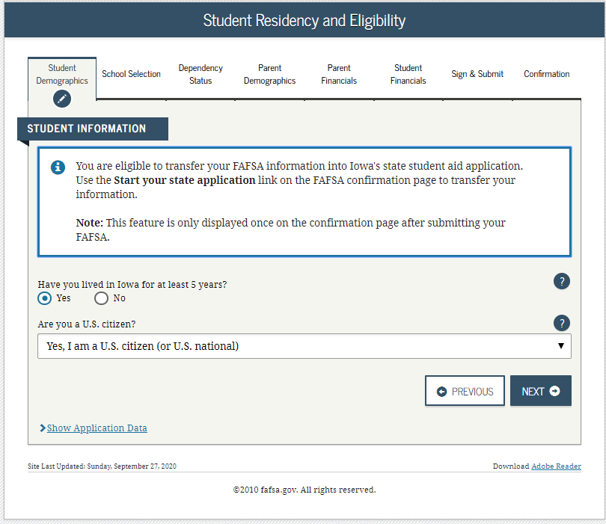 Student Residency and Eligibility
Student Demographics
School Selection
Dependency Status
Parent Demographics
Parent Financials
Student Financials
Sign & Submit
Confirmation
STUDENT INFORMATION
You are eligible to transfer your FAFSA information into Iowa's state student aid application.
Use the Start your state application link on the FAFSA confirmation page to transfer your
information.
Note: This feature is only displayed once on the confirmation page after submitting your
FAFSA.
Have you lived in Iowa for at least 5 years?
?
Yes
No
Are you a U.S. citizen?
?
Yes, I am a U.S. citizen (or U.S. national)
PREVIOUS
NEXT
Show Application Data
Site Last Updated: Sunday, September 27, 2020
Download Adobe Reader
©2010 fafsa.gov. All rights reserved.